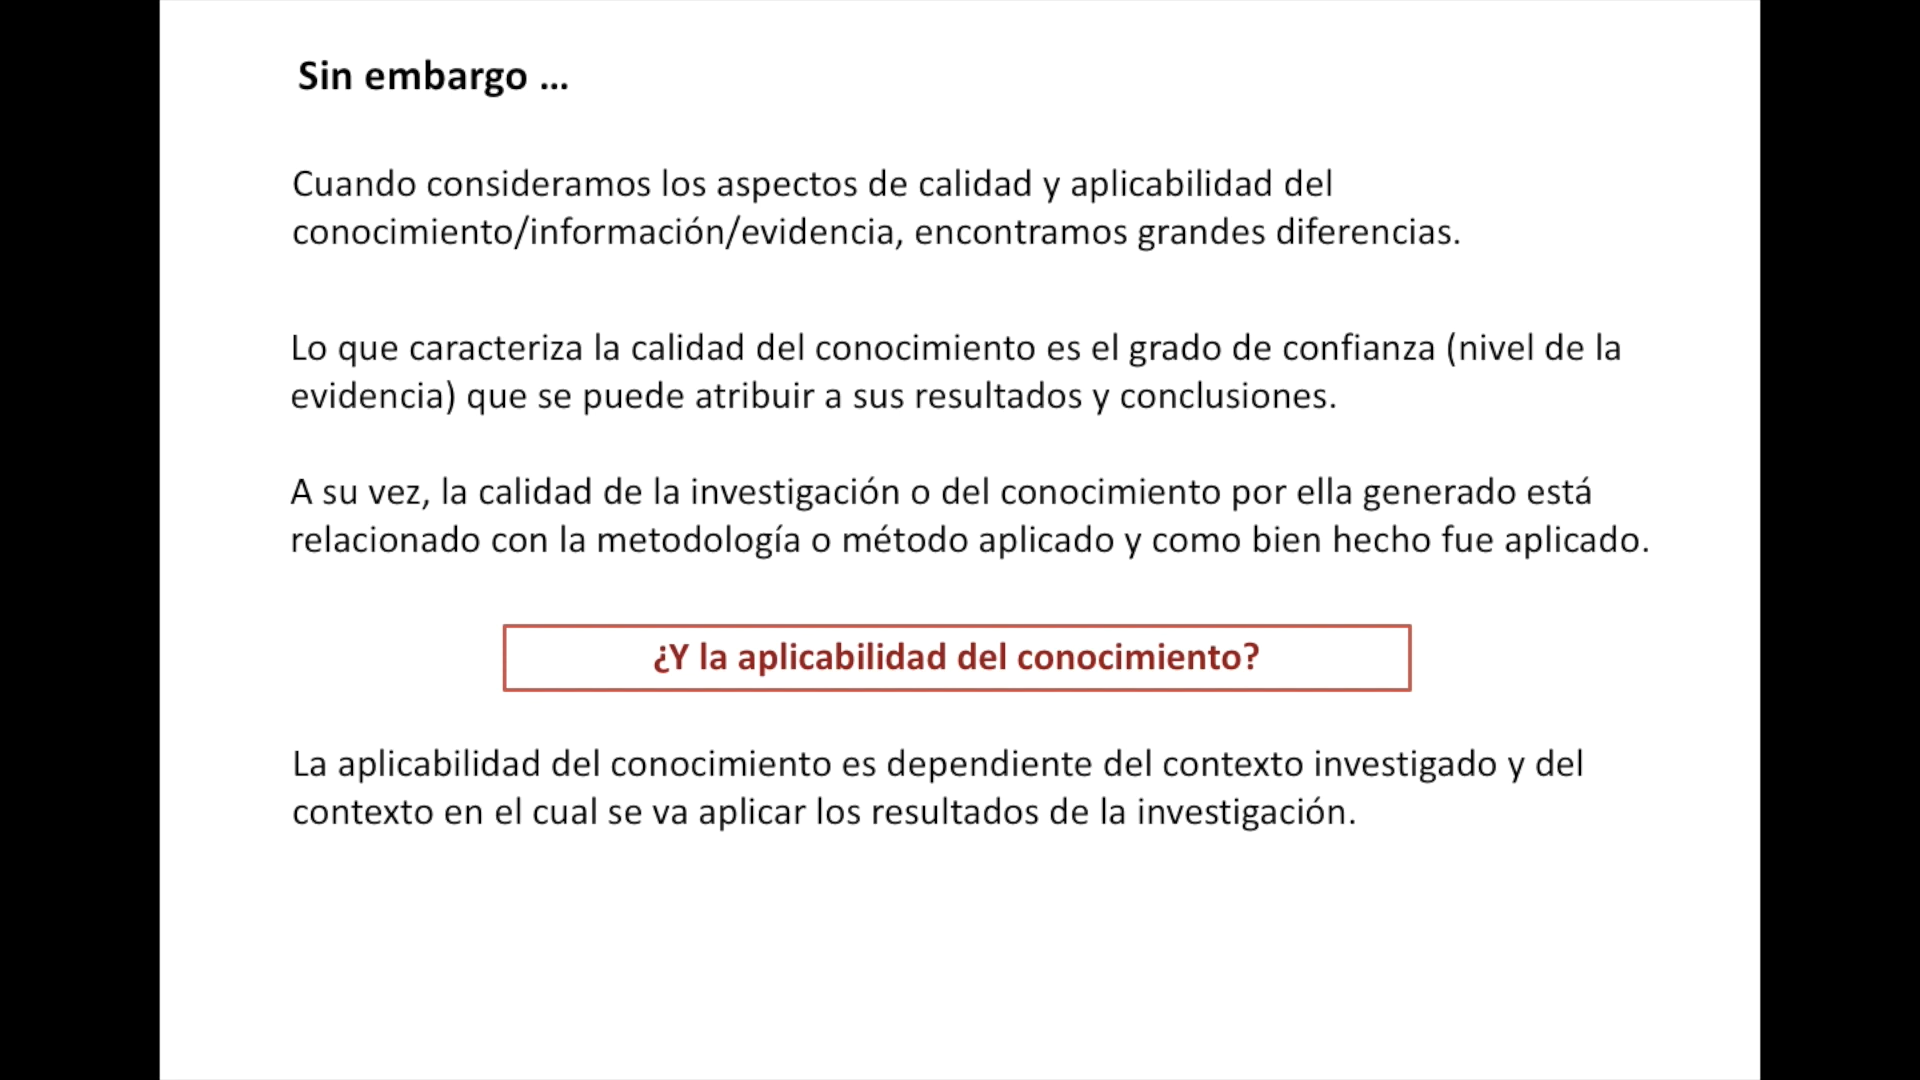 Sin embargo ...
Cuando consideramos los aspectos de calidad y aplicabilidad del
conocimiento/información/evidencia, encontramos grandes diferencias.
Lo que caracteriza la calidad del conocimiento es el grado de confianza (nivel de la
evidencia) que se puede atribuir a sus resultados y conclusiones.
A su vez, la calidad de la investigación o del conocimiento por ella generado está
relacionado con la metodología o método aplicado y como bien hecho fue aplicado.
¿Y la aplicabilidad del conocimiento?
La aplicabilidad del conocimiento es dependiente del contexto investigado y del
contexto en el cual se va aplicar los resultados de la investigación.